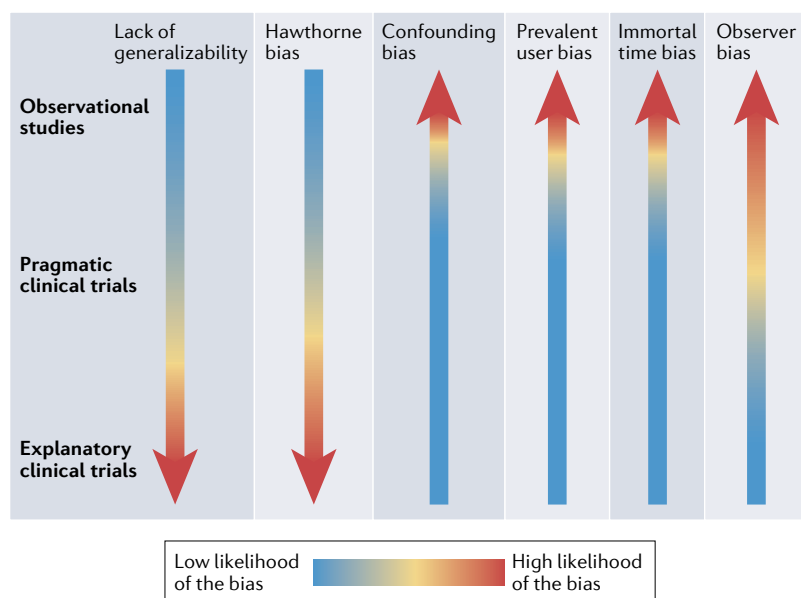 Lack of
generalizability
Hawthorne
bias
Confounding
bias
Prevalent
user bias
Immortal
time bias
Observer
bias
Observational
studies
Pragmatic
clinical trials
Explanatory
clinical trials
Low likelihood
of the bias
High likelihood
of the bias